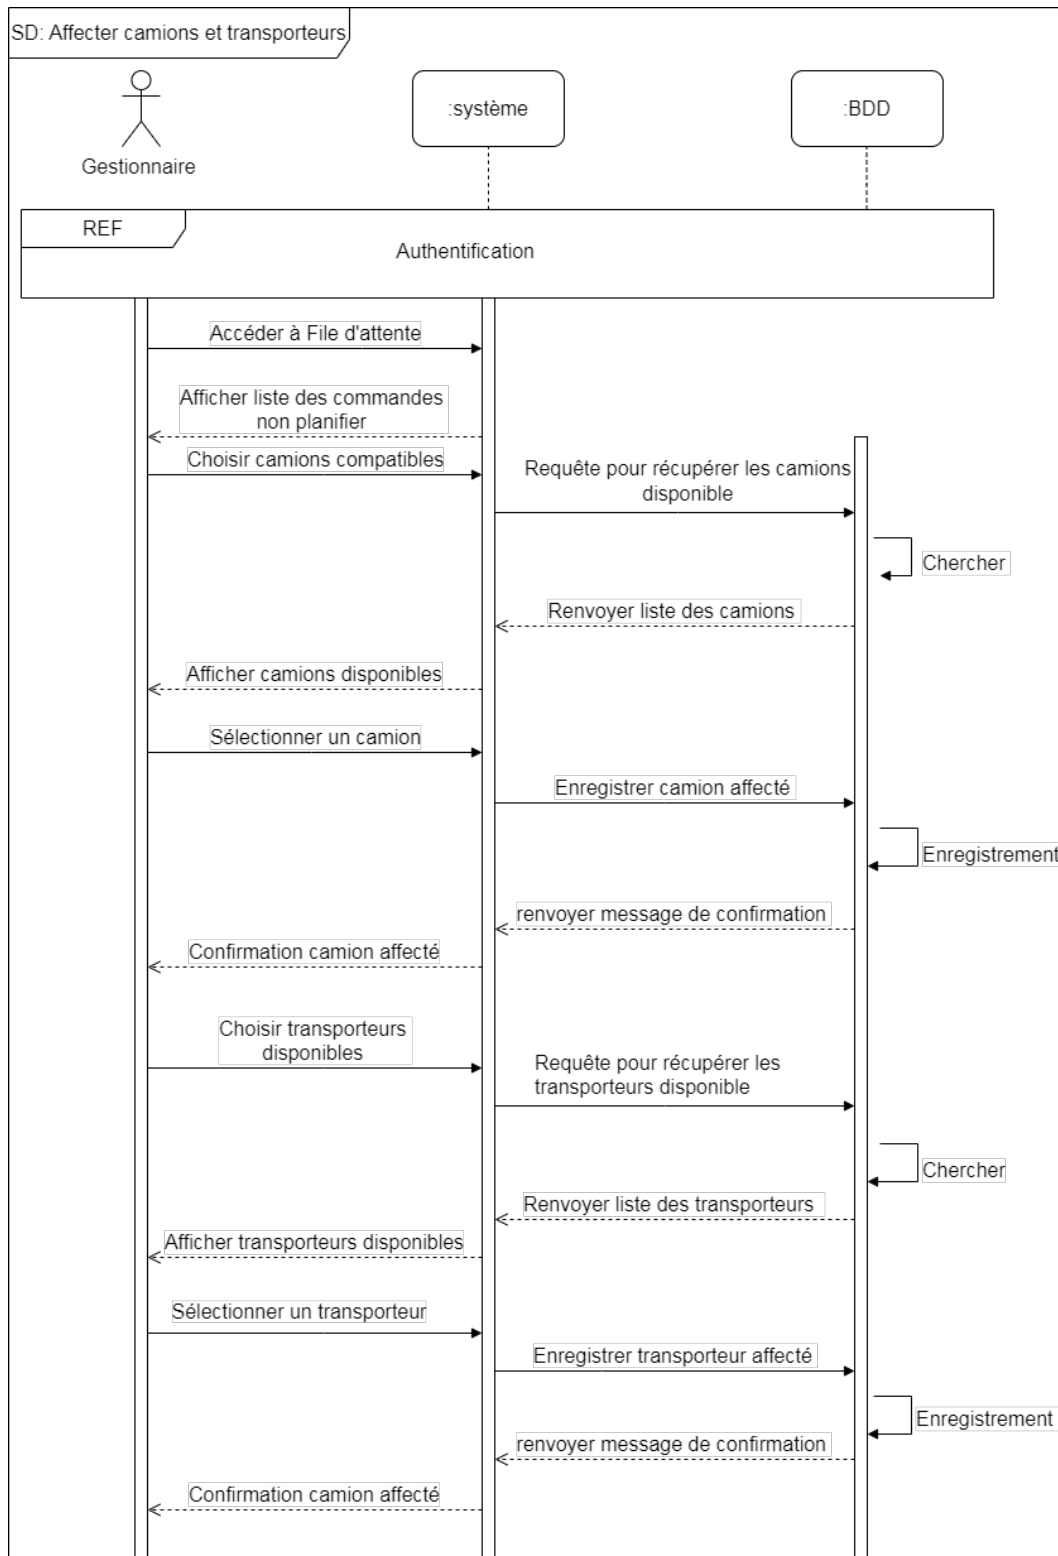 SD: Affecter camions et transporteurs
:système
:BDD
Gestionnaire
REF
Authentification
Accéder à File d'attente
Afficher liste des commandes
non planifier
Choisir camions compatibles
Requête pour récupérer les camions
disponible
Chercher
Renvoyer liste des camions
Afficher camions disponibles
Sélectionner un camion
Enregistrer camion affecté
Enregistrement
renvoyer message de confirmation
Confirmation camion affecté
Choisir transporteurs
disponibles
Requête pour récupérer les
transporteurs disponible
Chercher
Renvoyer liste des transporteurs
Afficher transporteurs disponibles
Sélectionner un transporteur
Enregistrer transporteur affecté
Enregistrement
renvoyer message de confirmation
Confirmation camion affecté